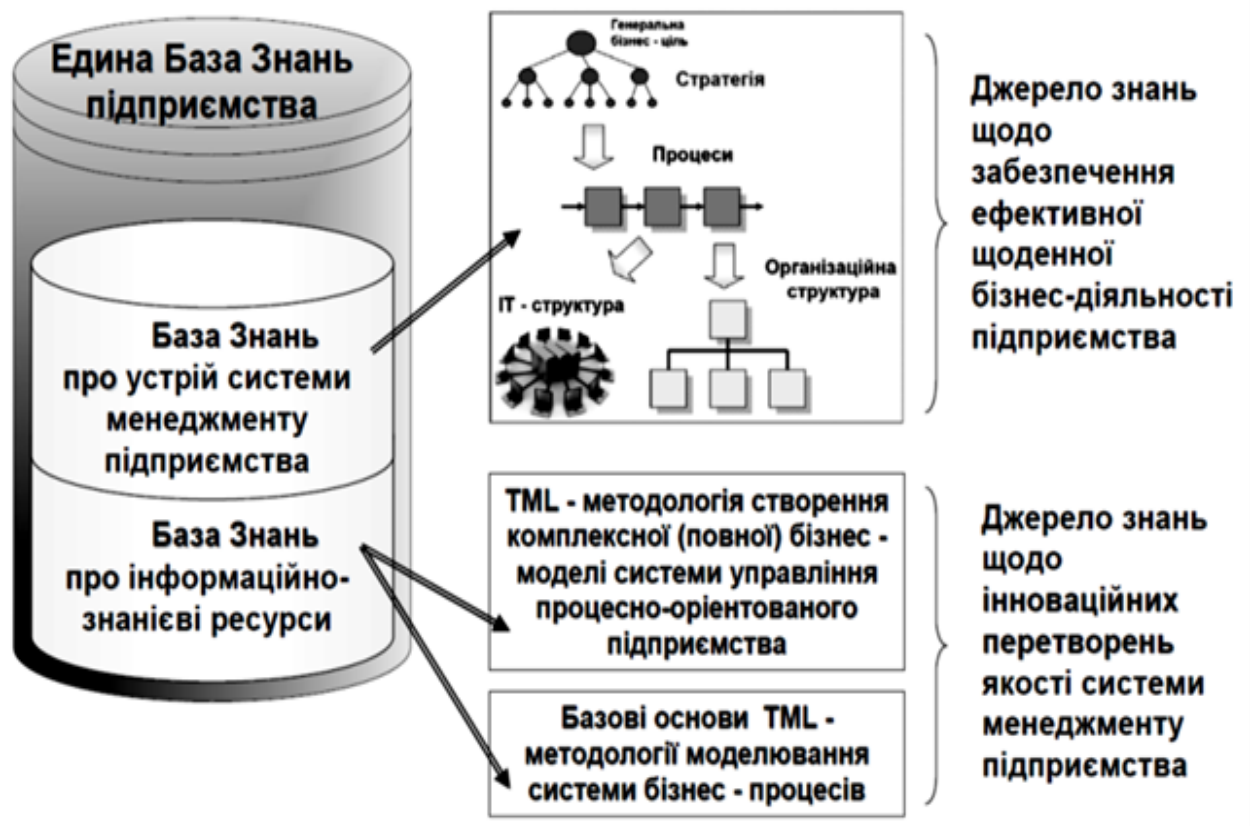 Едина База Знань
підприємства
База Знань
про устрій системи
менеджменту
підприємства
База Знань
про інформаційно-
знанієві ресурси
Генеральна
бізнес - ціль
Стратегія
Процеси
Організаційна
структура
ІТ - структура
Джерело знань
щодо
забезпечення
ефективної
щоденної
бізнес-діяльності
підприємства
TML - методологія створення
комплексної (повної) бізнес -
моделі системи управління
процесно-оріентованого
підприємства
Базові основи TML -
методології моделювання
системи бізнес - процесів
Джерело знань
щодо
інноваційних
перетворень
якості системи
менеджменту
підприємства